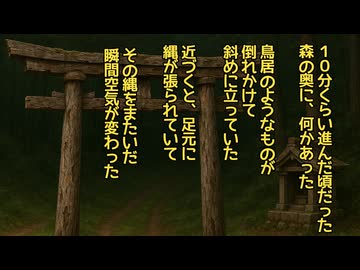 10分くらい進んだ頃だった
森の奥に、何かあった
鳥居のようなものが
倒れかけて
斜めに立っていた
近づくと、足元に
縄が張られていて
その縄をまたいだ
瞬間空気が変わった